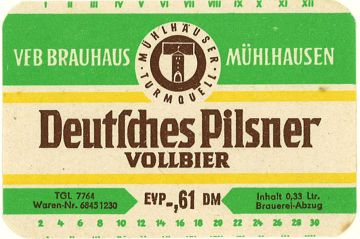 I II III IV V VI VII VIII IX X XI XII
VEB BRAUHAUS MÜHLHAUSEN
MÜHLHÄUSER TURMQUELL
Deutſches Pilsner
VOLLBIER
TGL 7764
Waren-Nr. 68451230
EVP -,61 DM
Inhalt 0,33 Ltr.
Brauerei-Abzug
2 4 6 8 10 12 14 16 18 20 22 24 26 28 30